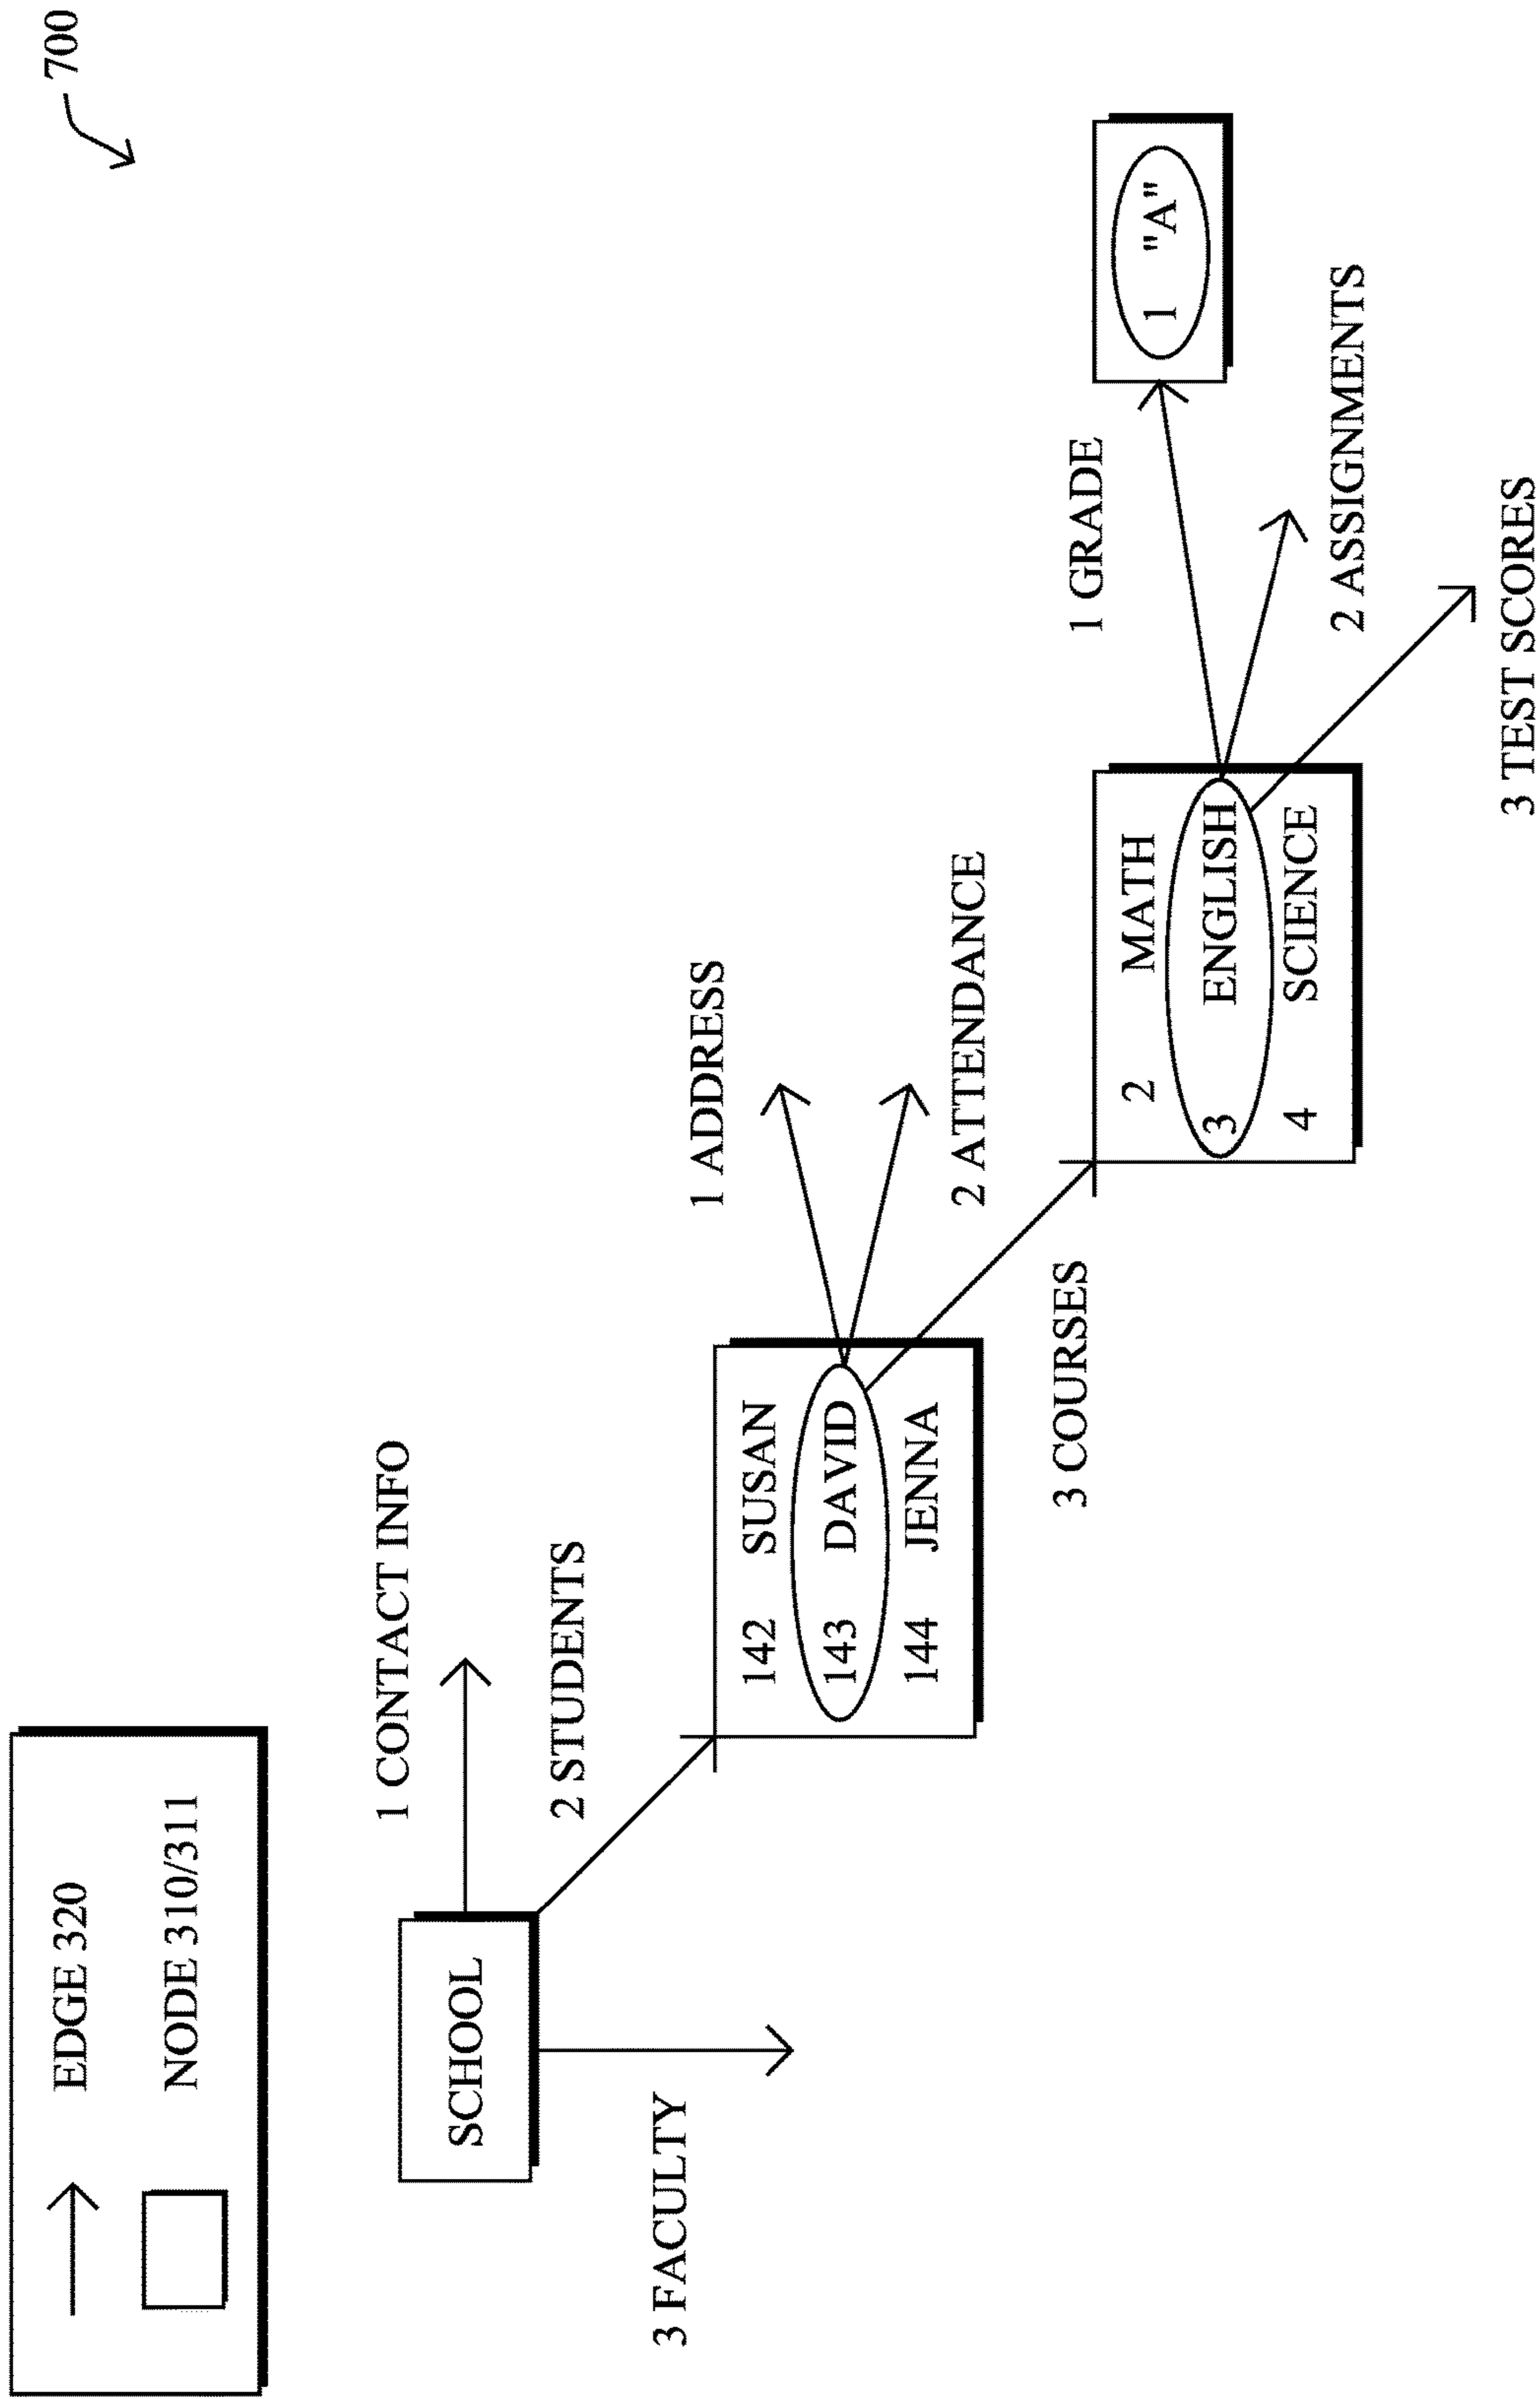 700
EDGE 320
NODE 310/311
SCHOOL
1 CONTACT INFO
2 STUDENTS
3 FACULTY
142 SUSAN
143 DAVID
144 JENNA
1 ADDRESS
2 ATTENDANCE
3 COURSES
2 MATH
3 ENGLISH
4 SCIENCE
1 GRADE
2 ASSIGNMENTS
3 TEST SCORES
1 "A"